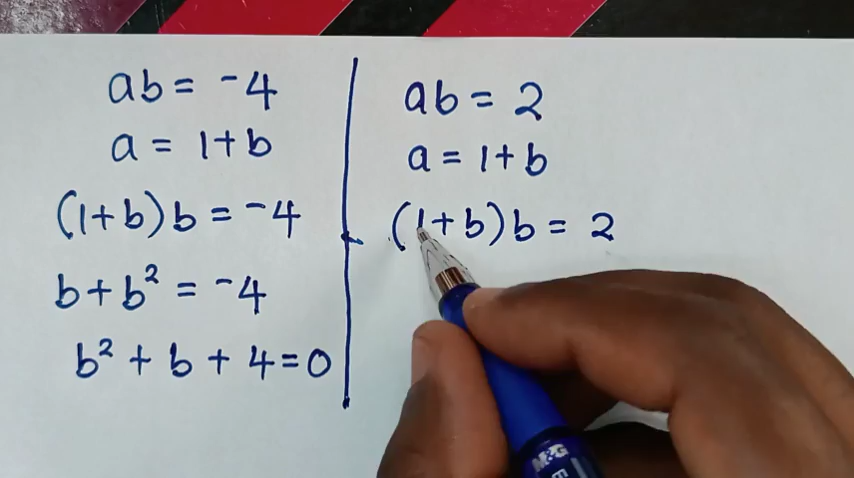 ab = -4
a = 1+b
(1+b)b = -4
b+b² = -4
b² + b + 4=0
ab = 2
a = 1+b
(1+b)b = 2
M&G